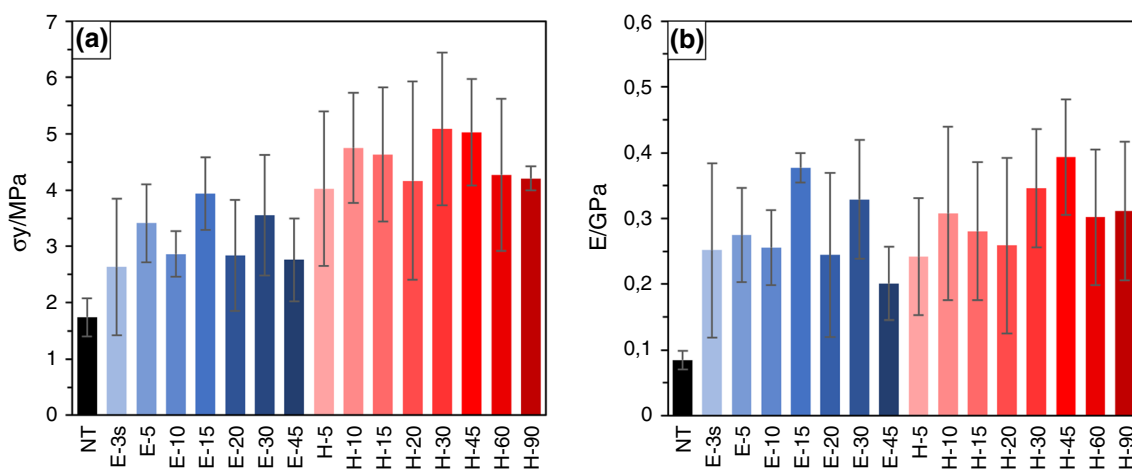 (a)
σy/MPa
7
6
5
4
3
2
1
0
NT
E-3s
E-5
E-10
E-15
E-20
E-30
E-45
H-5
H-10
H-15
H-20
H-30
H-45
H-60
H-90
(b)
E/GPa
0,6
0,5
0,4
0,3
0,2
0,1
0
NT
E-3s
E-5
E-10
E-15
E-20
E-30
E-45
H-5
H-10
H-15
H-20
H-30
H-45
H-60
H-90